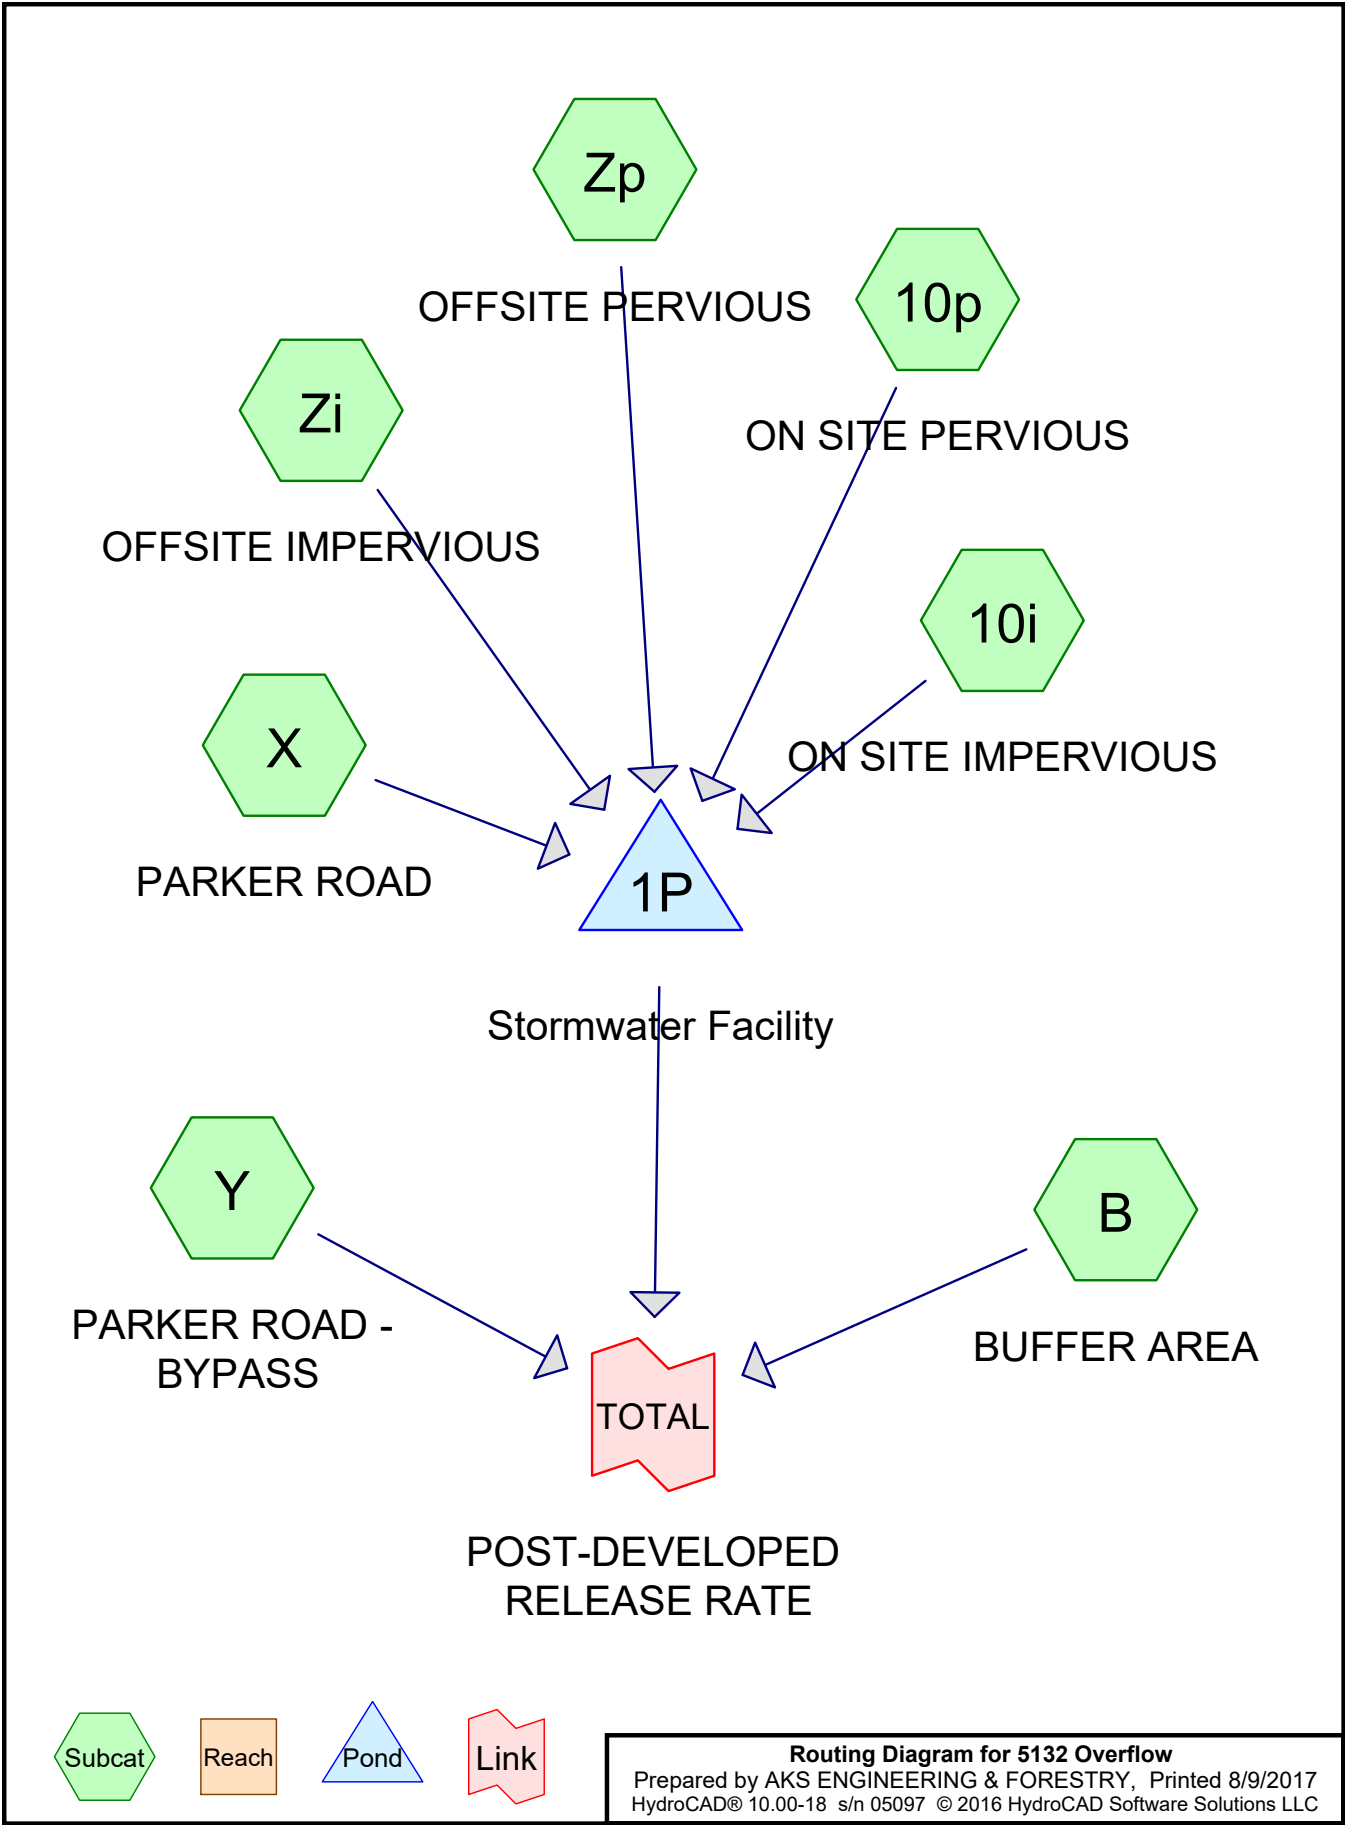 Zp
OFFSITE PERVIOUS
10p
ON SITE PERVIOUS
Zi
OFFSITE IMPERVIOUS
10i
ON SITE IMPERVIOUS
X
PARKER ROAD
1P
Stormwater Facility
Y
PARKER ROAD -
BYPASS
B
BUFFER AREA
TOTAL
POST-DEVELOPED
RELEASE RATE
Subcat
Reach
Pond
Link
Routing Diagram for 5132 Overflow
Prepared by AKS ENGINEERING & FORESTRY,  Printed 8/9/2017
HydroCAD® 10.00-18  s/n 05097  © 2016 HydroCAD Software Solutions LLC